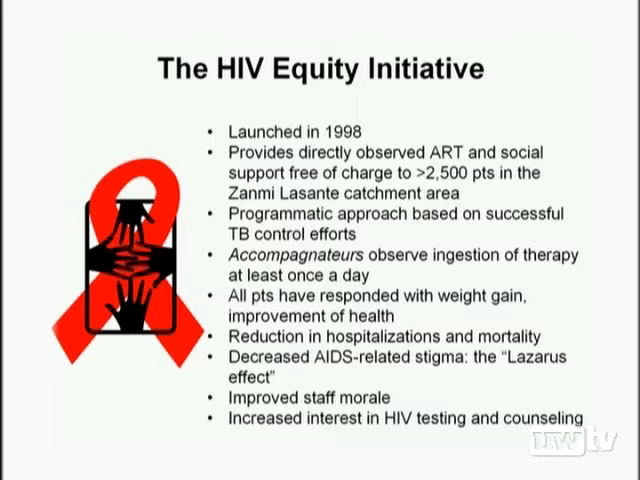 The HIV Equity Initiative
• Launched in 1998
• Provides directly observed ART and social
support free of charge to >2,500 pts in the
Zanmi Lasante catchment area
• Programmatic approach based on successful
TB control efforts
• Accompagnateurs observe ingestion of therapy
at least once a day
• All pts have responded with weight gain,
improvement of health
• Reduction in hospitalizations and mortality
• Decreased AIDS-related stigma: the “Lazarus
effect”
• Improved staff morale
• Increased interest in HIV testing and counseling
uwtv